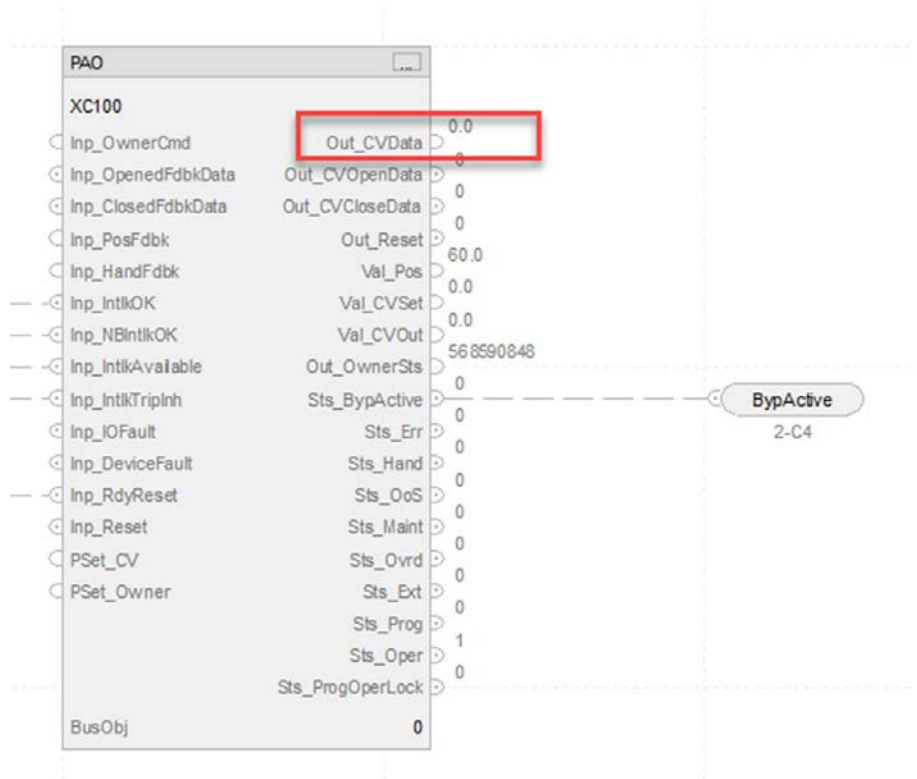 PAO ...
XC100
Inp_OwnerCmd Out_CVData 0.0
Inp_OpenedFdbkData Out_CVOpenData 0
Inp_ClosedFdbkData Out_CVCloseData 0
Inp_PosFdbk Out_Reset 0
Inp_HandFdbk Val_Pos 60.0
Inp_IntlkOK Val_CVSet 0.0
Inp_NBIntlkOK Val_CVOut 0.0
Inp_IntlkAvailable Out_OwnerSts 568590848
Inp_IntlkTripInh Sts_BypActive 0 BypActive
Inp_IOFault Sts_Err 0 2-C4
Inp_DeviceFault Sts_Hand 0
Inp_RdyReset Sts_OoS 0
Inp_Reset Sts_Maint 0
PSet_CV Sts_Ovrd 0
PSet_Owner Sts_Ext 0
Sts_Prog 0
Sts_Oper 1
Sts_ProgOperLock 0
BusObj 0